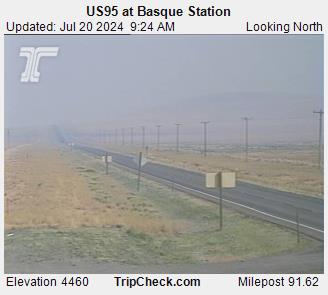 US95 at Basque Station
Updated: Jul 20 2024 9:24 AM Looking North
Elevation 4460 TripCheck.com Milepost 91.62